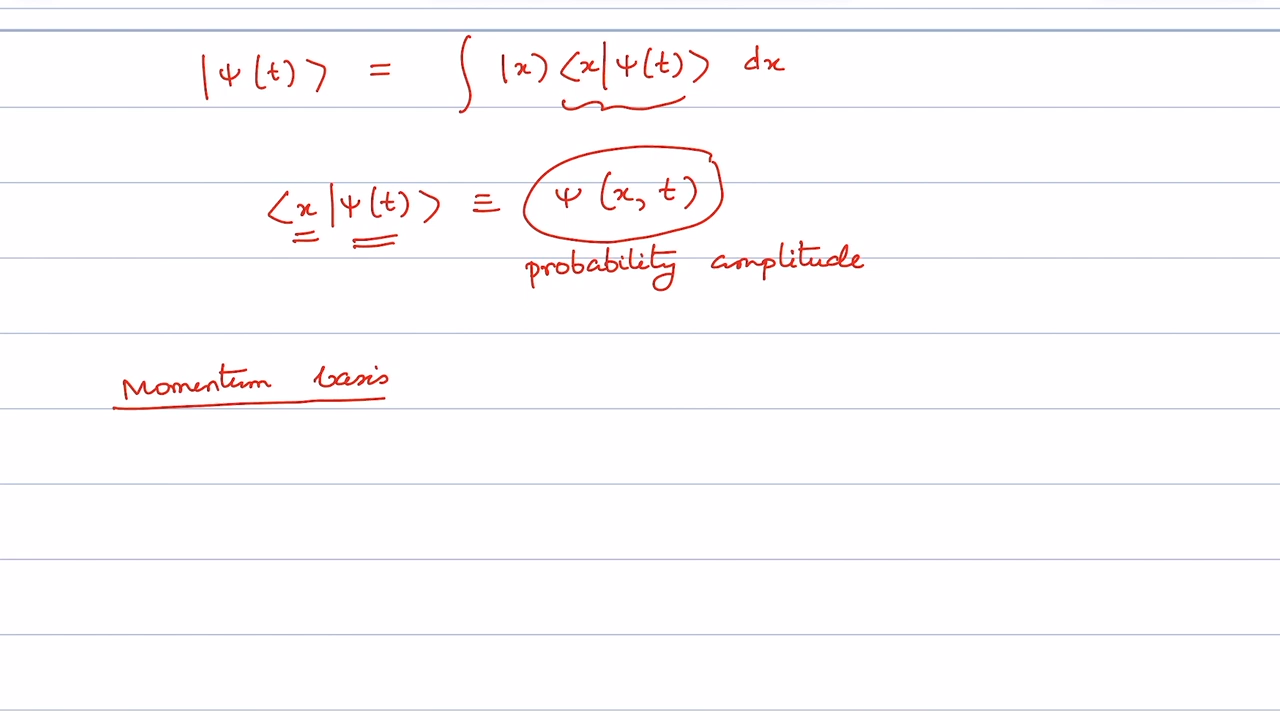 |ψ(t)⟩ = ∫ |x⟩⟨x|ψ(t)⟩ dx
⟨x|ψ(t)⟩ ≡ ψ(x, t)
probability amplitude
Momentum basis